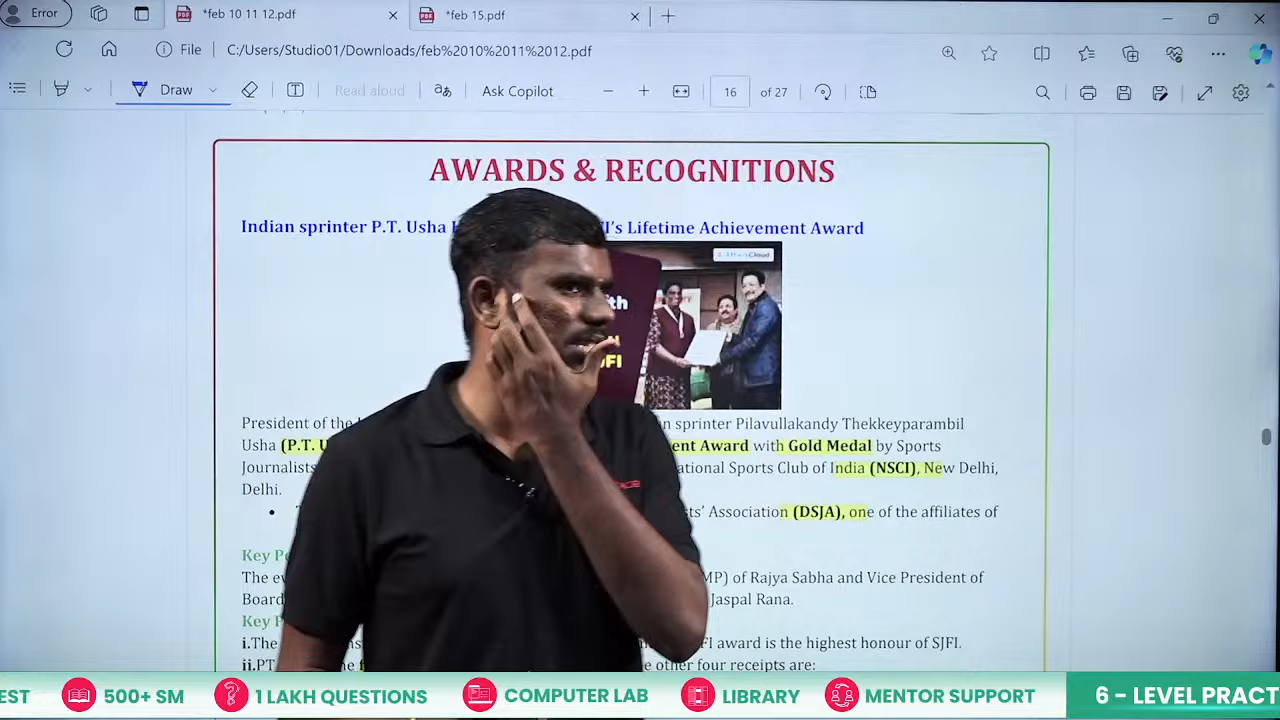 Error
*feb 10 11 12.pdf
*feb 15.pdf
File
C:/Users/Studio01/Downloads/feb%2010%2011%2012.pdf
Draw
Read aloud
Ask Copilot
16 of 27
AWARDS & RECOGNITIONS
Indian sprinter P.T. Usha I's Lifetime Achievement Award
AffairsCloud
President of the n sprinter Pilavullakandy Thekkeyparambil
Usha (P.T. U ent Award with Gold Medal by Sports
Journalists ational Sports Club of India (NSCI), New Delhi,
Delhi.
• ts' Association (DSJA), one of the affiliates of
Key Po
The ev MP) of Rajya Sabha and Vice President of
Board Jaspal Rana.
Key P
i.The FI award is the highest honour of SJFI.
ii.PT e other four receipts are:
EST
500+ SM
1 LAKH QUESTIONS
COMPUTER LAB
LIBRARY
MENTOR SUPPORT
6 - LEVEL PRACT